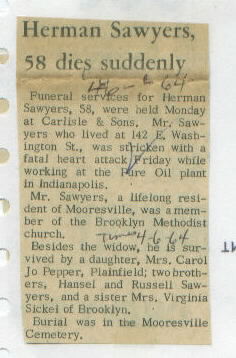 Herman Sawyers,
58 dies suddenly
Funeral services for Herman
Sawyers, 58, were held Monday
at Carlisle & Sons. Mr. Saw-
yers who lived at 142 E. Wash-
ington St., was stricken with a
fatal heart attack Friday while
working at the Pure Oil plant
in Indianapolis.
Mr. Sawyers, a lifelong resi-
dent of Mooresville, was a mem-
ber of the Brooklyn Methodist
church. Times 4-6-64
Besides the widow, he is sur-
vived by a daughter, Mrs. Carol
Jo Pepper, Plainfield; two broth-
ers, Hansel and Russell Saw-
yers, and a sister Mrs. Virginia
Sickel of Brooklyn.
Burial was in the Mooresville
Cemetery.